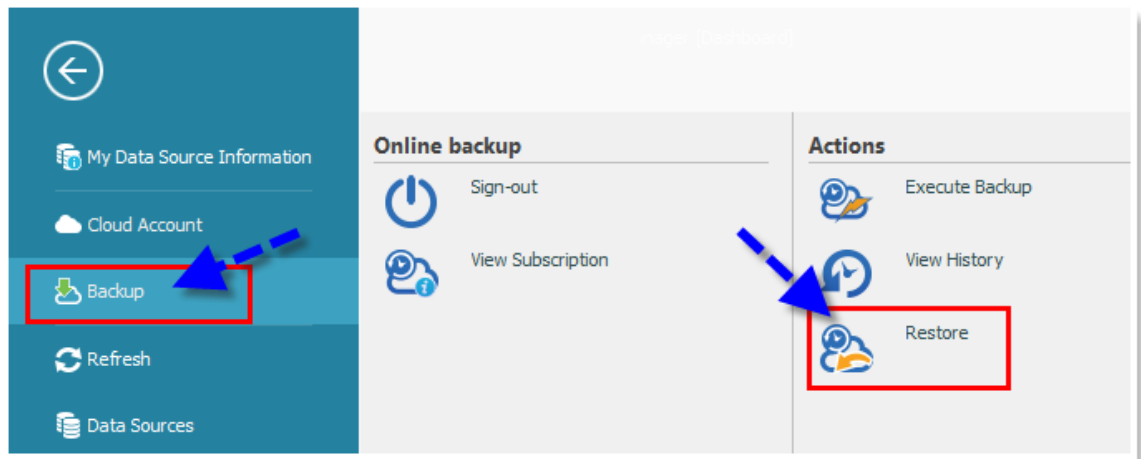 My Data Source Information
Cloud Account
Backup
Refresh
Data Sources
Online backup
Sign-out
View Subscription
Actions
Execute Backup
View History
Restore